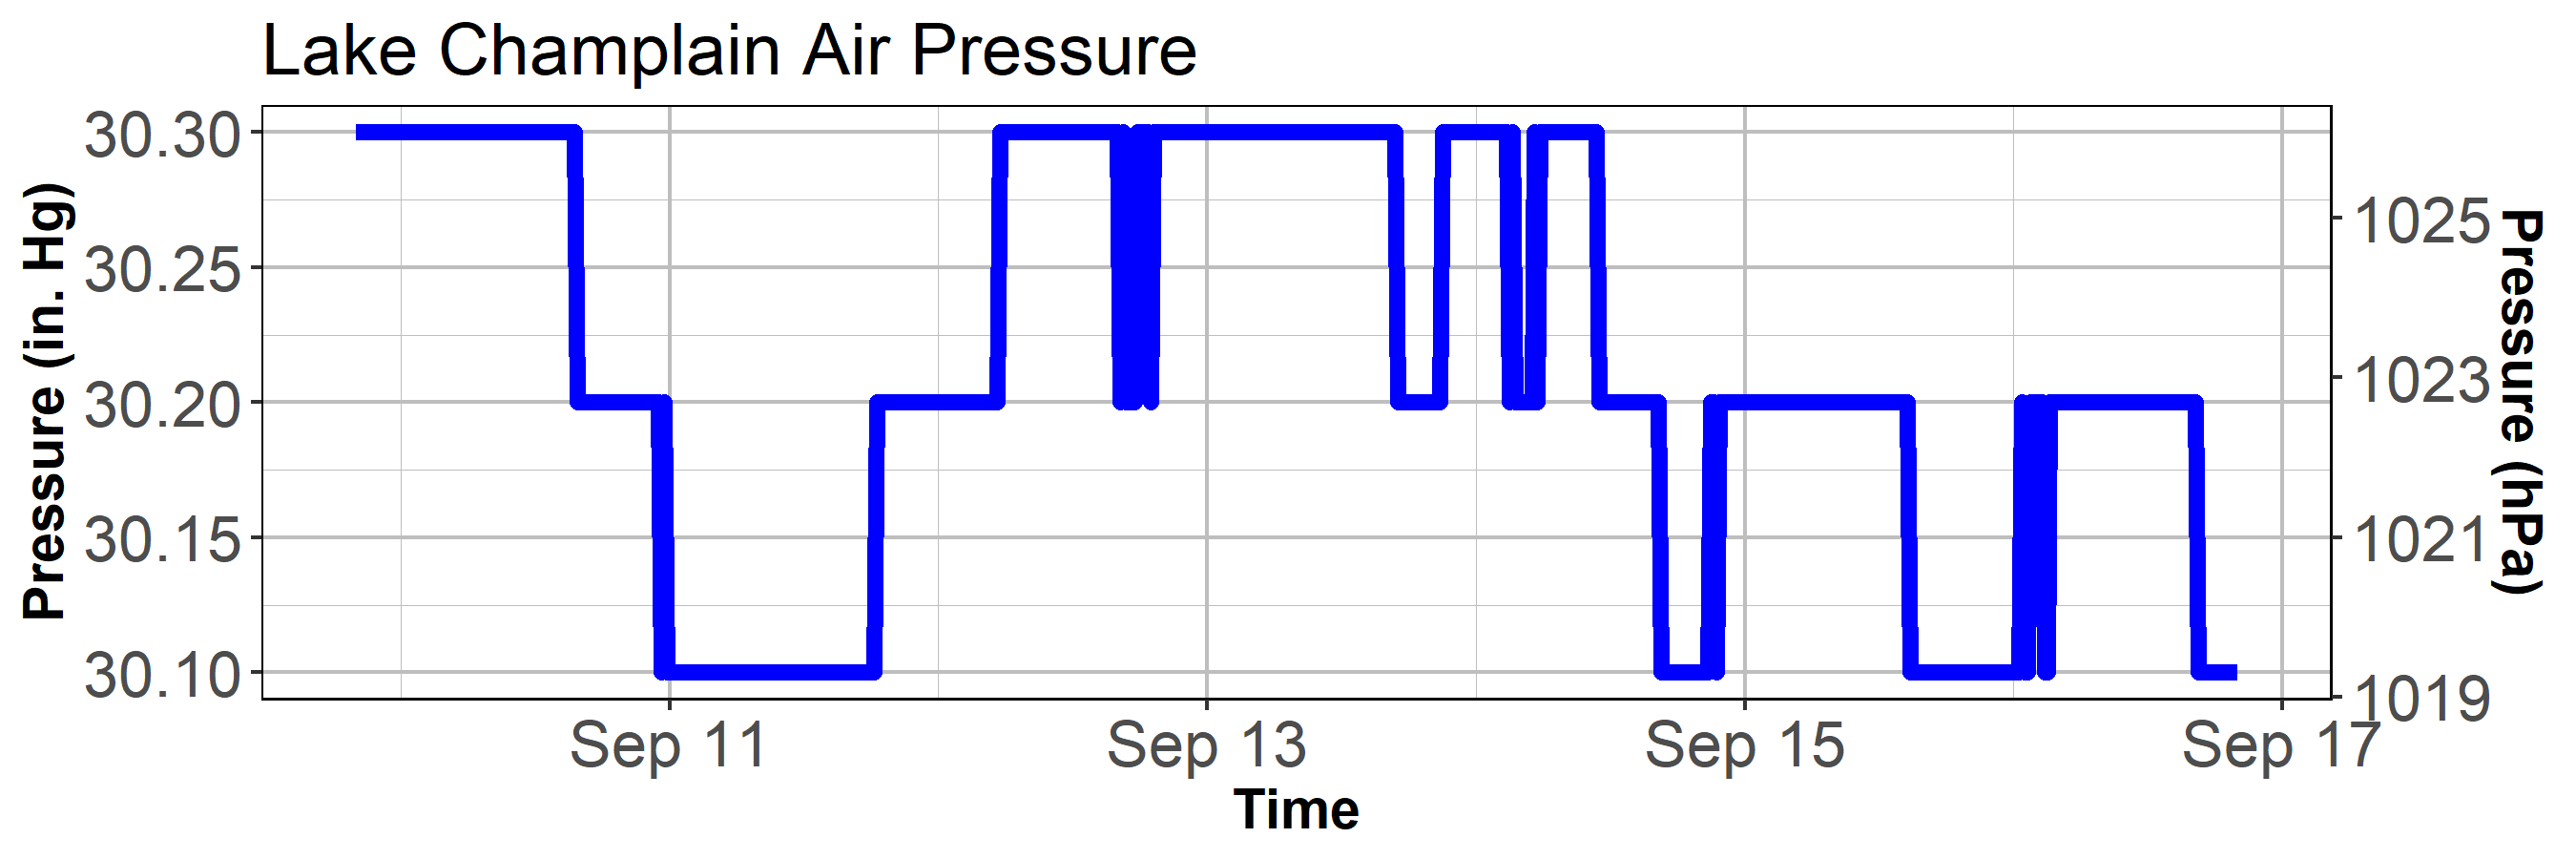 Lake Champlain Air Pressure
Pressure (in. Hg)
30.30
30.25
30.20
30.15
30.10
1025
1023
1021
1019
Pressure (hPa)
Sep 11
Sep 13
Sep 15
Sep 17
Time